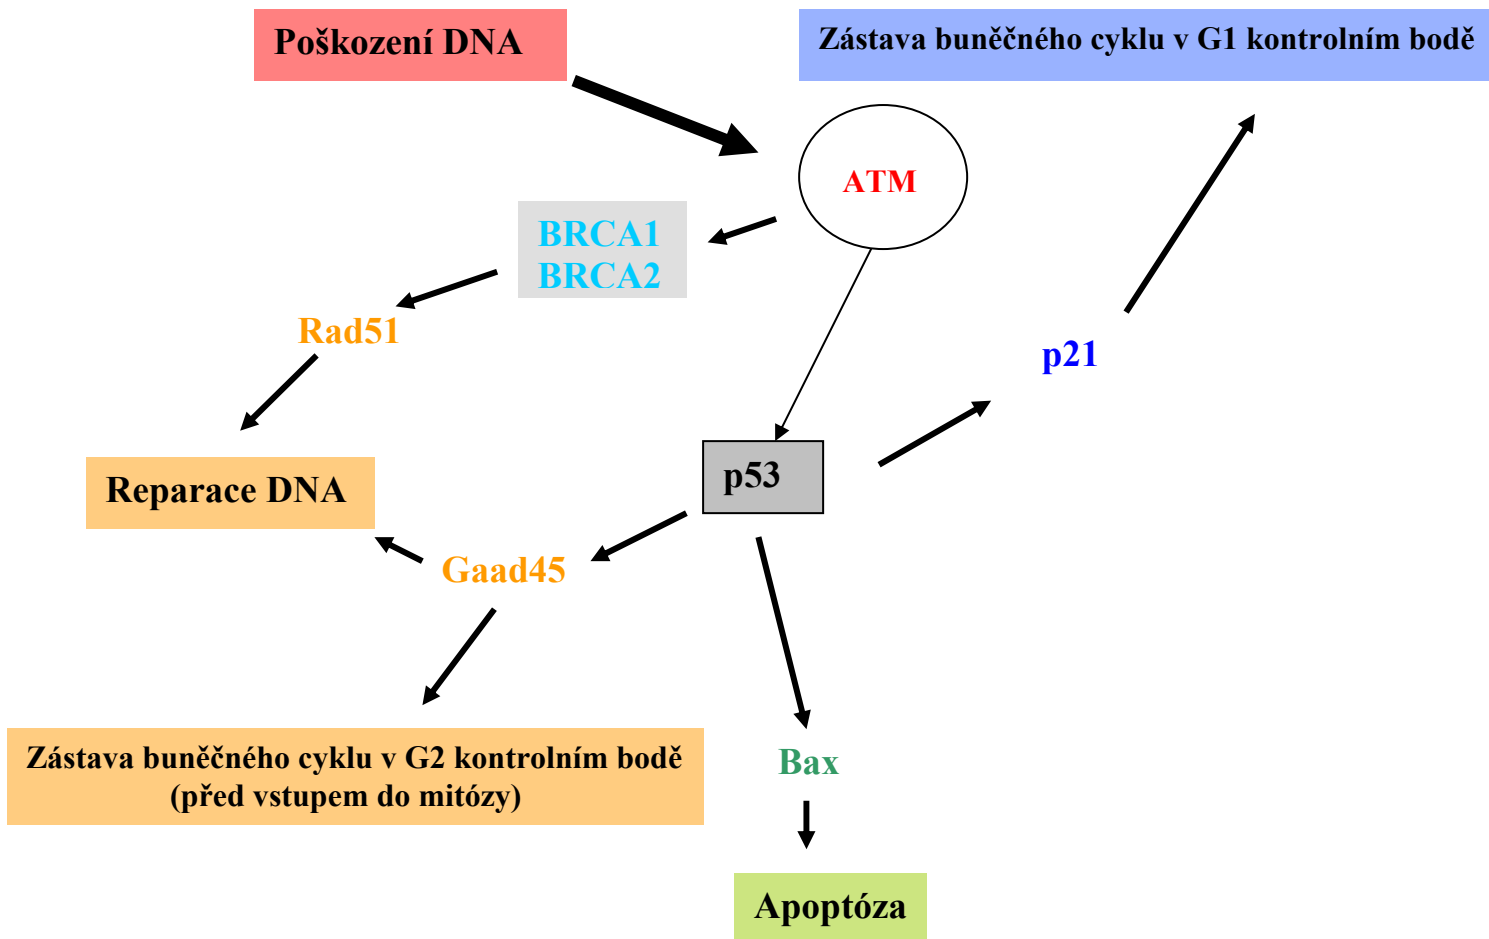 Poškození DNA
Zástava buněčného cyklu v G1 kontrolním bodě
ATM
BRCA1
BRCA2
Rad51
p21
p53
Reparace DNA
Gaad45
Zástava buněčného cyklu v G2 kontrolním bodě
(před vstupem do mitózy)
Bax
Apoptóza